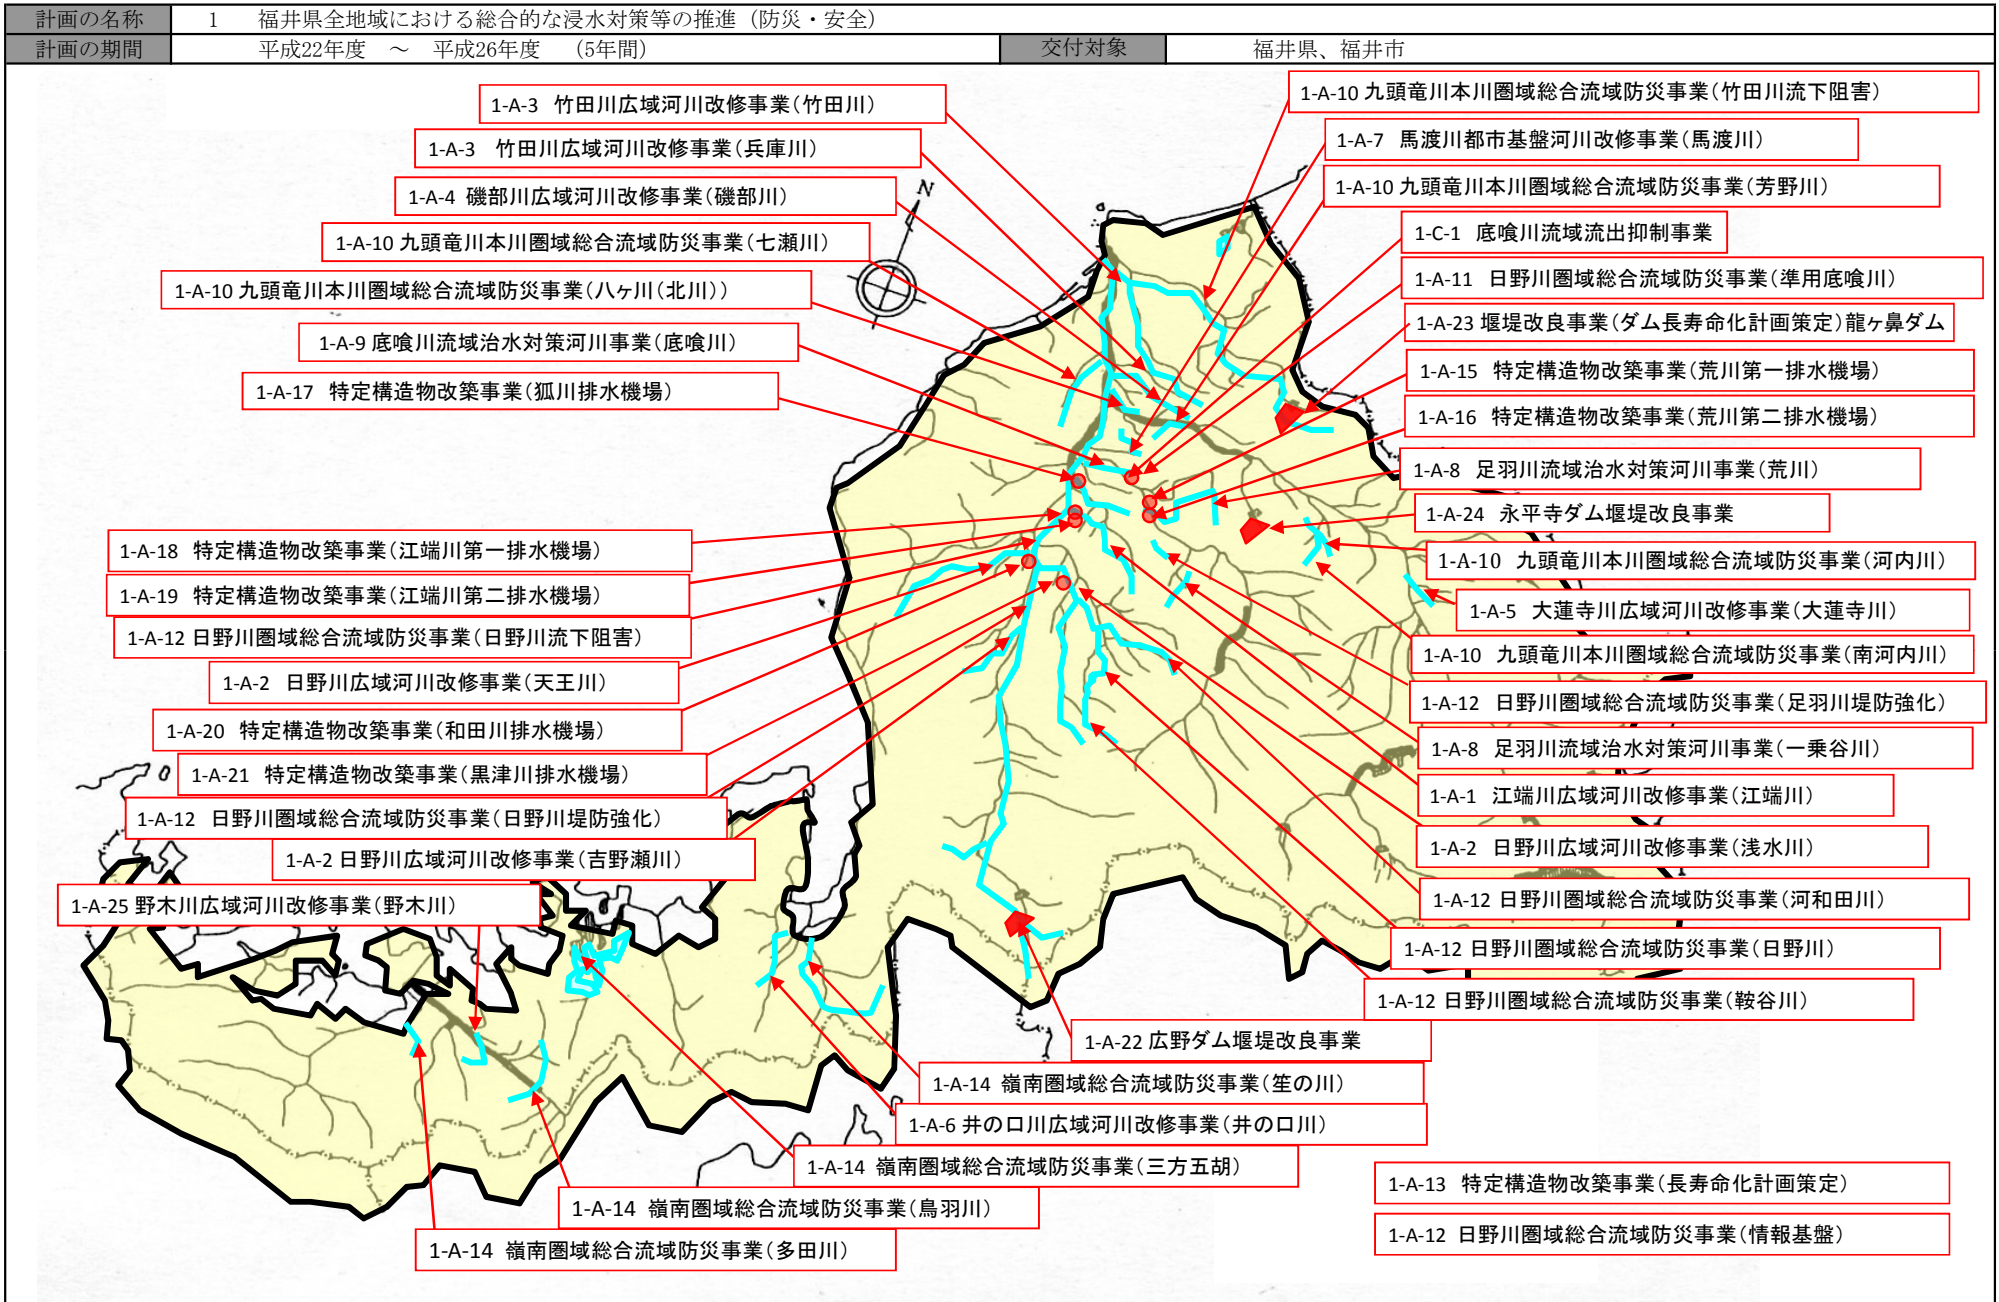 計画の名称 1 福井県全地域における総合的な浸水対策等の推進（防災・安全）
計画の期間 平成22年度 ～ 平成26年度 （5年間） 交付対象 福井県、福井市
1-A-3 竹田川広域河川改修事業（竹田川）
1-A-3 竹田川広域河川改修事業（兵庫川）
1-A-4 磯部川広域河川改修事業（磯部川）
1-A-10 九頭竜川本川圏域総合流域防災事業（七瀬川）
1-A-10 九頭竜川本川圏域総合流域防災事業（八ヶ川（北川））
1-A-9 底喰川流域治水対策河川事業（底喰川）
1-A-17 特定構造物改築事業（狐川排水機場）
N
1-A-10 九頭竜川本川圏域総合流域防災事業（竹田川流下阻害）
1-A-7 馬渡川都市基盤河川改修事業（馬渡川）
1-A-10 九頭竜川本川圏域総合流域防災事業（芳野川）
1-C-1 底喰川流域流出抑制事業
1-A-11 日野川圏域総合流域防災事業（準用底喰川）
1-A-23 堰堤改良事業（ダム長寿命化計画策定）龍ヶ鼻ダム
1-A-15 特定構造物改築事業（荒川第一排水機場）
1-A-16 特定構造物改築事業（荒川第二排水機場）
1-A-8 足羽川流域治水対策河川事業（荒川）
1-A-24 永平寺ダム堰堤改良事業
1-A-10 九頭竜川本川圏域総合流域防災事業（河内川）
1-A-5 大蓮寺川広域河川改修事業（大蓮寺川）
1-A-10 九頭竜川本川圏域総合流域防災事業（南河内川）
1-A-12 日野川圏域総合流域防災事業（足羽川堤防強化）
1-A-8 足羽川流域治水対策河川事業（一乗谷川）
1-A-1 江端川広域河川改修事業（江端川）
1-A-2 日野川広域河川改修事業（浅水川）
1-A-12 日野川圏域総合流域防災事業（河和田川）
1-A-12 日野川圏域総合流域防災事業（日野川）
1-A-12 日野川圏域総合流域防災事業（鞍谷川）
1-A-18 特定構造物改築事業（江端川第一排水機場）
1-A-19 特定構造物改築事業（江端川第二排水機場）
1-A-12 日野川圏域総合流域防災事業（日野川流下阻害）
1-A-2 日野川広域河川改修事業（天王川）
1-A-20 特定構造物改築事業（和田川排水機場）
1-A-21 特定構造物改築事業（黒津川排水機場）
1-A-12 日野川圏域総合流域防災事業（日野川堤防強化）
1-A-2 日野川広域河川改修事業（吉野瀬川）
1-A-25 野木川広域河川改修事業（野木川）
1-A-22 広野ダム堰堤改良事業
1-A-14 嶺南圏域総合流域防災事業（笙の川）
1-A-6 井の口川広域河川改修事業（井の口川）
1-A-14 嶺南圏域総合流域防災事業（三方五胡）
1-A-14 嶺南圏域総合流域防災事業（鳥羽川）
1-A-14 嶺南圏域総合流域防災事業（多田川）
1-A-13 特定構造物改築事業（長寿命化計画策定）
1-A-12 日野川圏域総合流域防災事業（情報基盤）